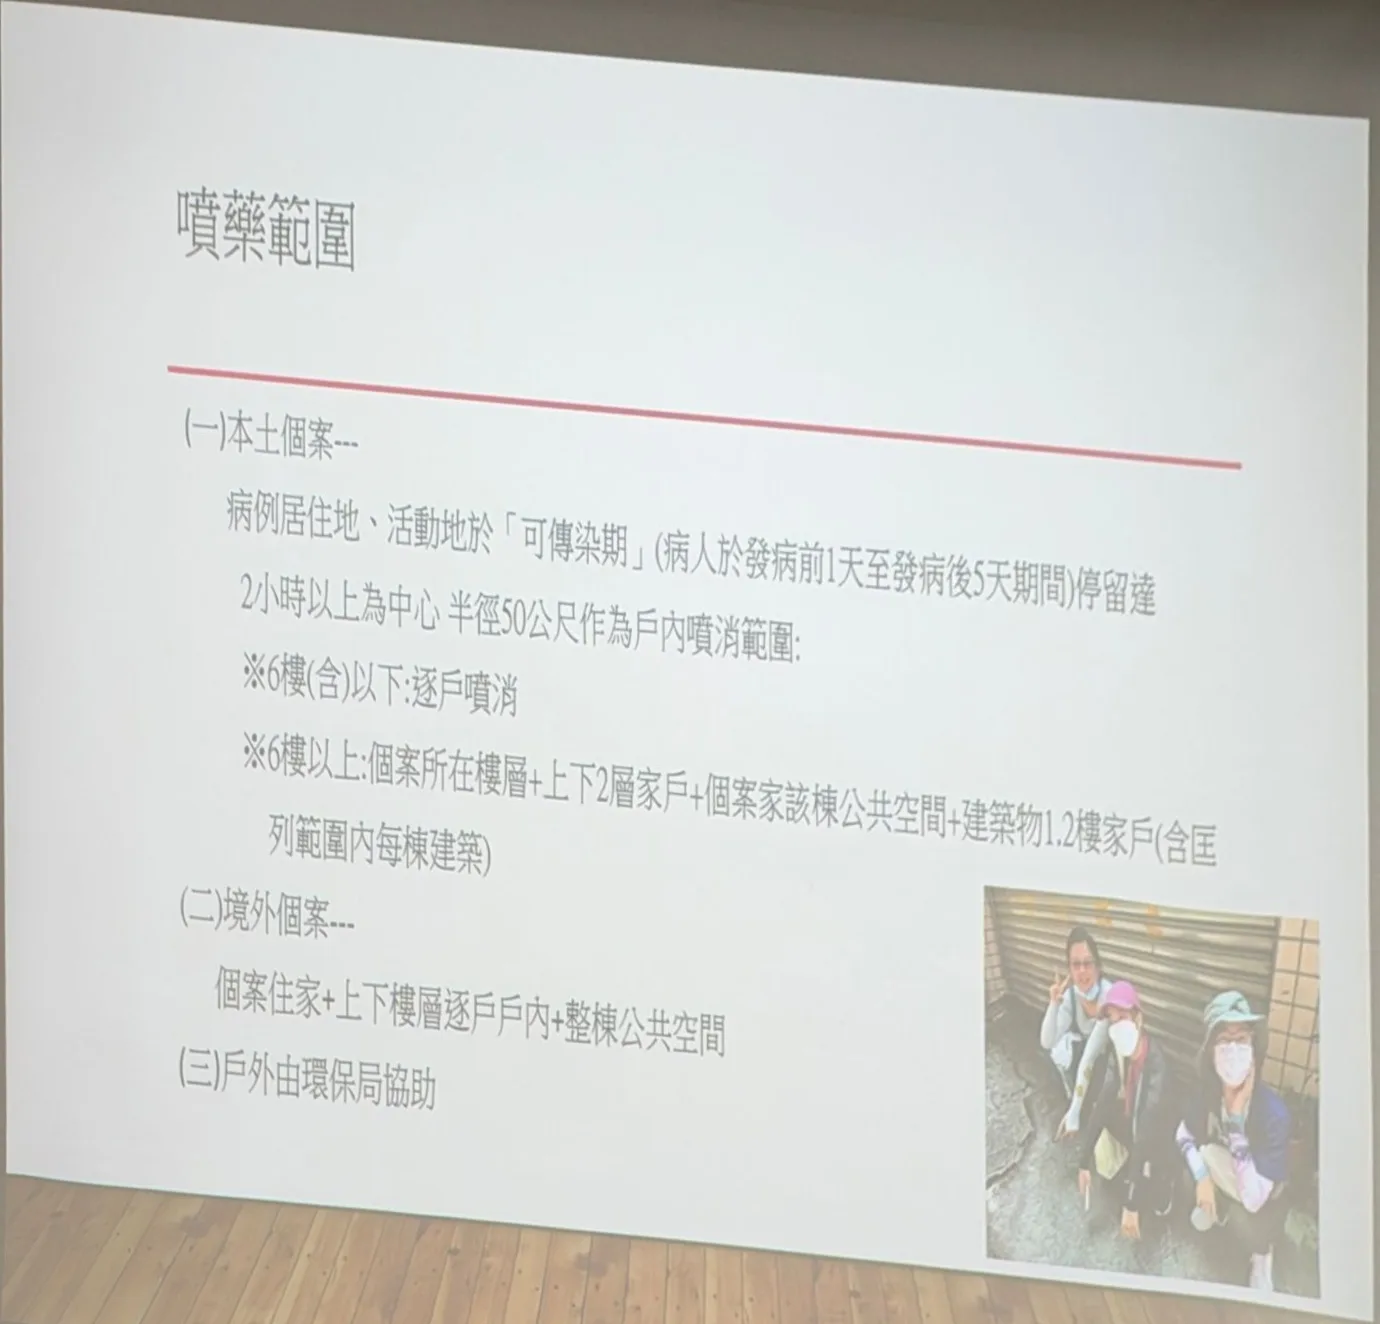 噴藥範圍
(一)本土個案---
病例居住地、活動地於「可傳染期」(病人於發病前1天至發病後5天期間)停留達
2小時以上為中心 半徑50公尺作為戶內噴消範圍:
※6樓(含)以下:逐戶噴消
※6樓以上:個案所在樓層+上下2層家戶+個案家該棟公共空間+建築物1.2樓家戶(含匡
列範圍內每棟建築)
(二)境外個案---
個案住家+上下樓層逐戶戶內+整棟公共空間
(三)戶外由環保局協助